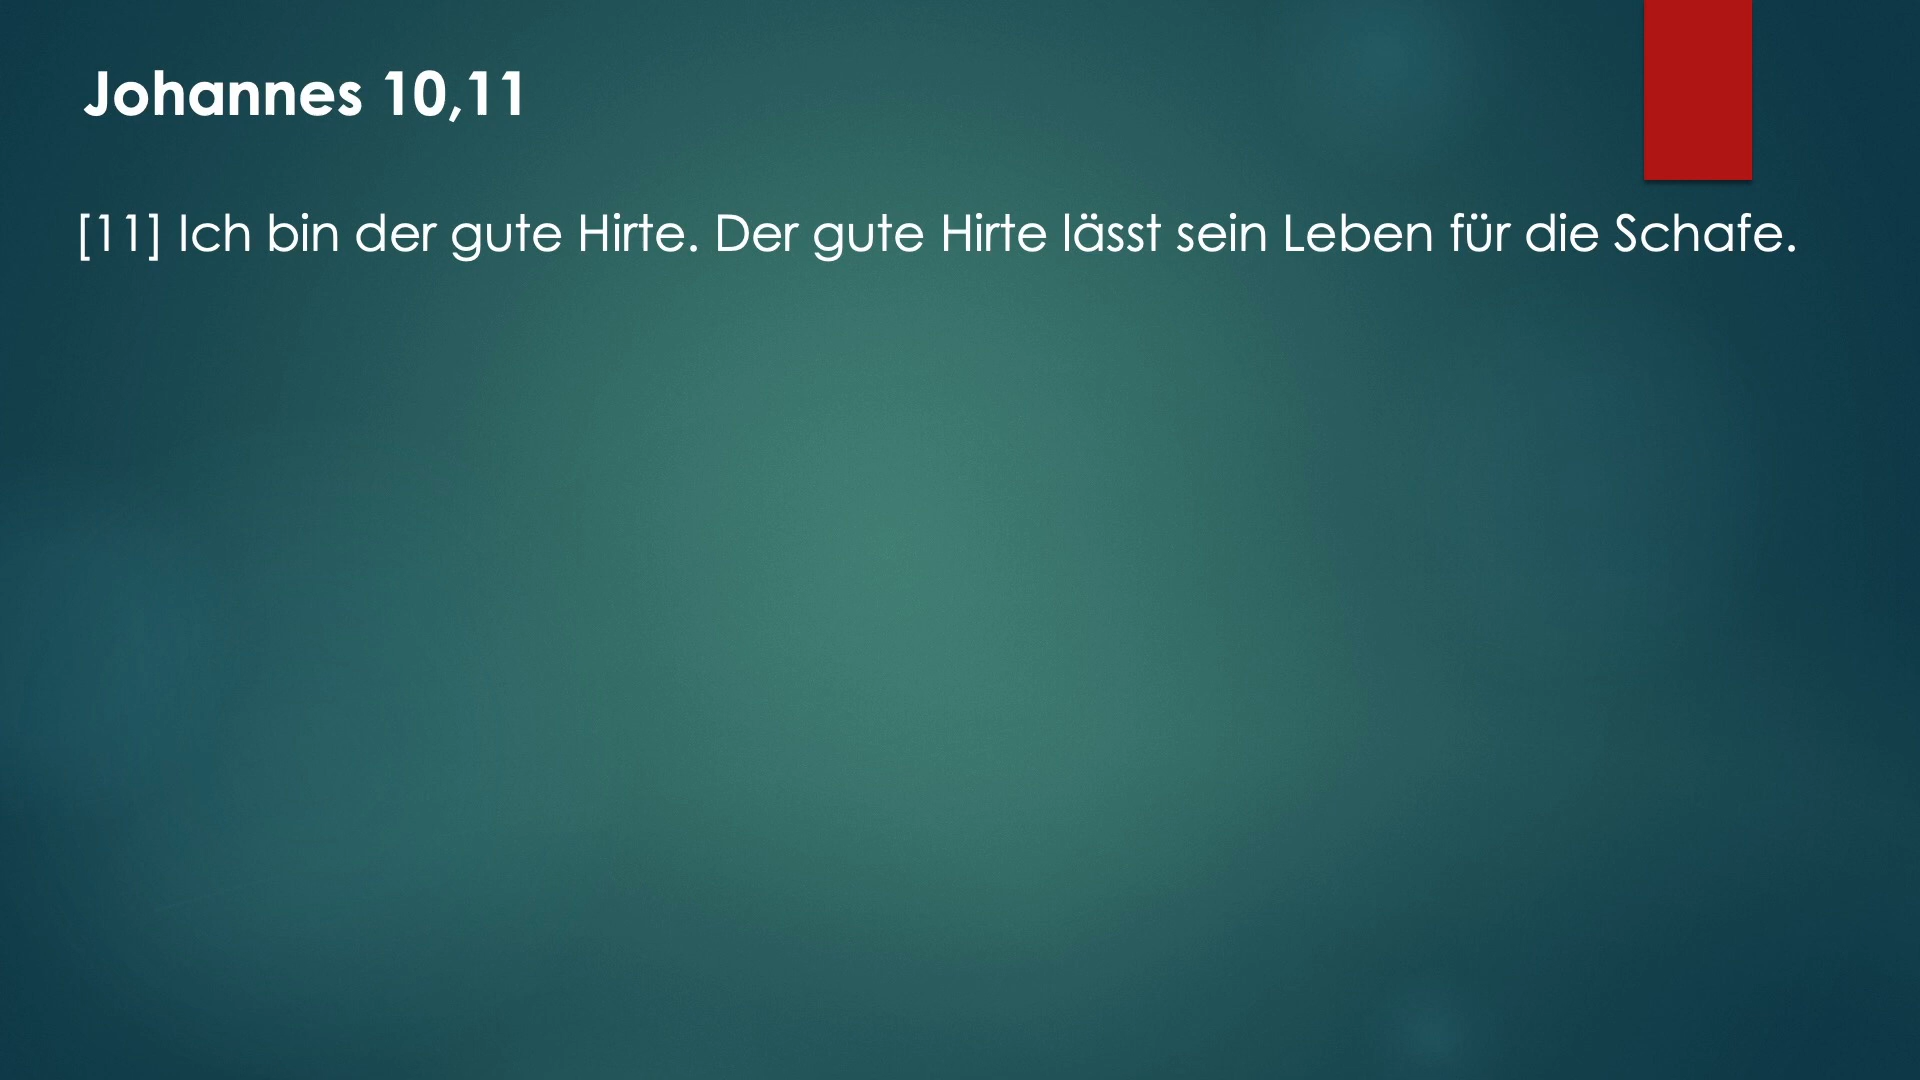 Johannes 10,11
[11] Ich bin der gute Hirte. Der gute Hirte lässt sein Leben für die Schafe.